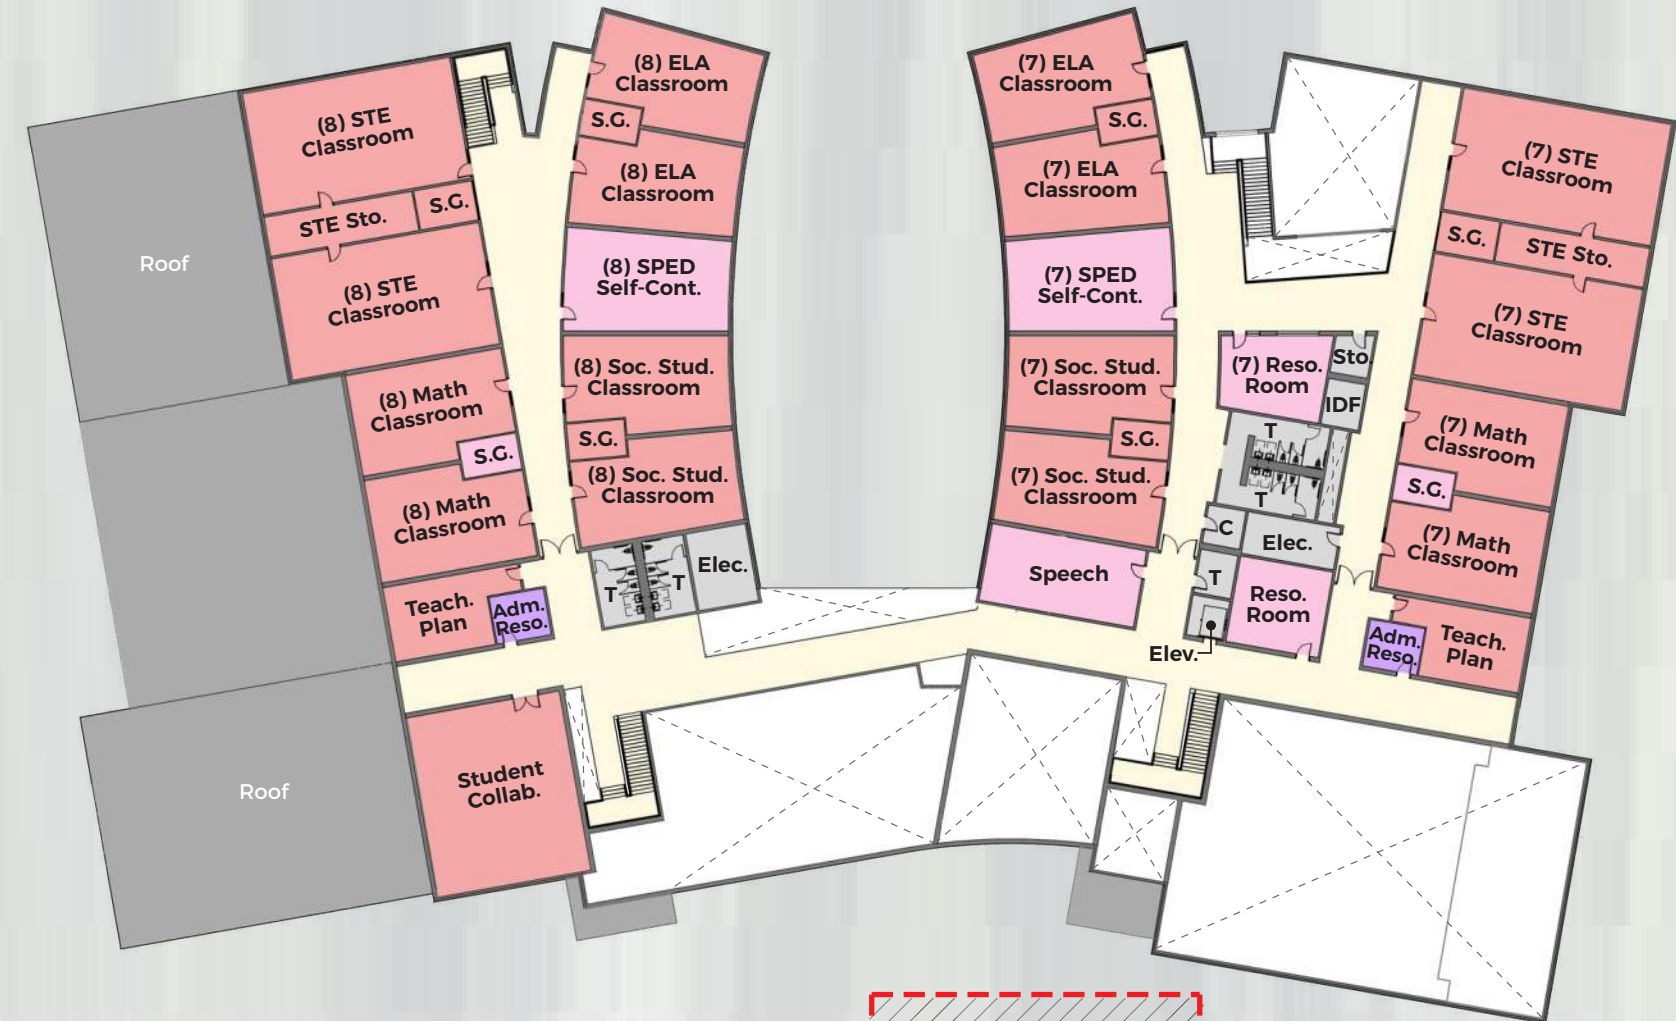 (8) STE
Classroom
STE Sto.
S.G.
(8) STE
Classroom
Roof
(8) Math
Classroom
S.G.
(8) Math
Classroom
Teach.
Plan
Adm.
Reso.
Student
Collab.
Roof
(8) ELA
Classroom
S.G.
(8) ELA
Classroom
(8) SPED
Self-Cont.
(8) Soc. Stud.
Classroom
S.G.
(8) Soc. Stud.
Classroom
T
T
Elec.
(7) ELA
Classroom
S.G.
(7) ELA
Classroom
(7) SPED
Self-Cont.
(7) Soc. Stud.
Classroom
S.G.
(7) Soc. Stud.
Classroom
Speech
(7) Reso.
Room
Sto.
IDF
T
T
C
Elec.
T
Reso.
Room
Elev.
(7) STE
Classroom
S.G.
STE Sto.
(7) STE
Classroom
(7) Math
Classroom
S.G.
(7) Math
Classroom
Adm.
Reso.
Teach.
Plan